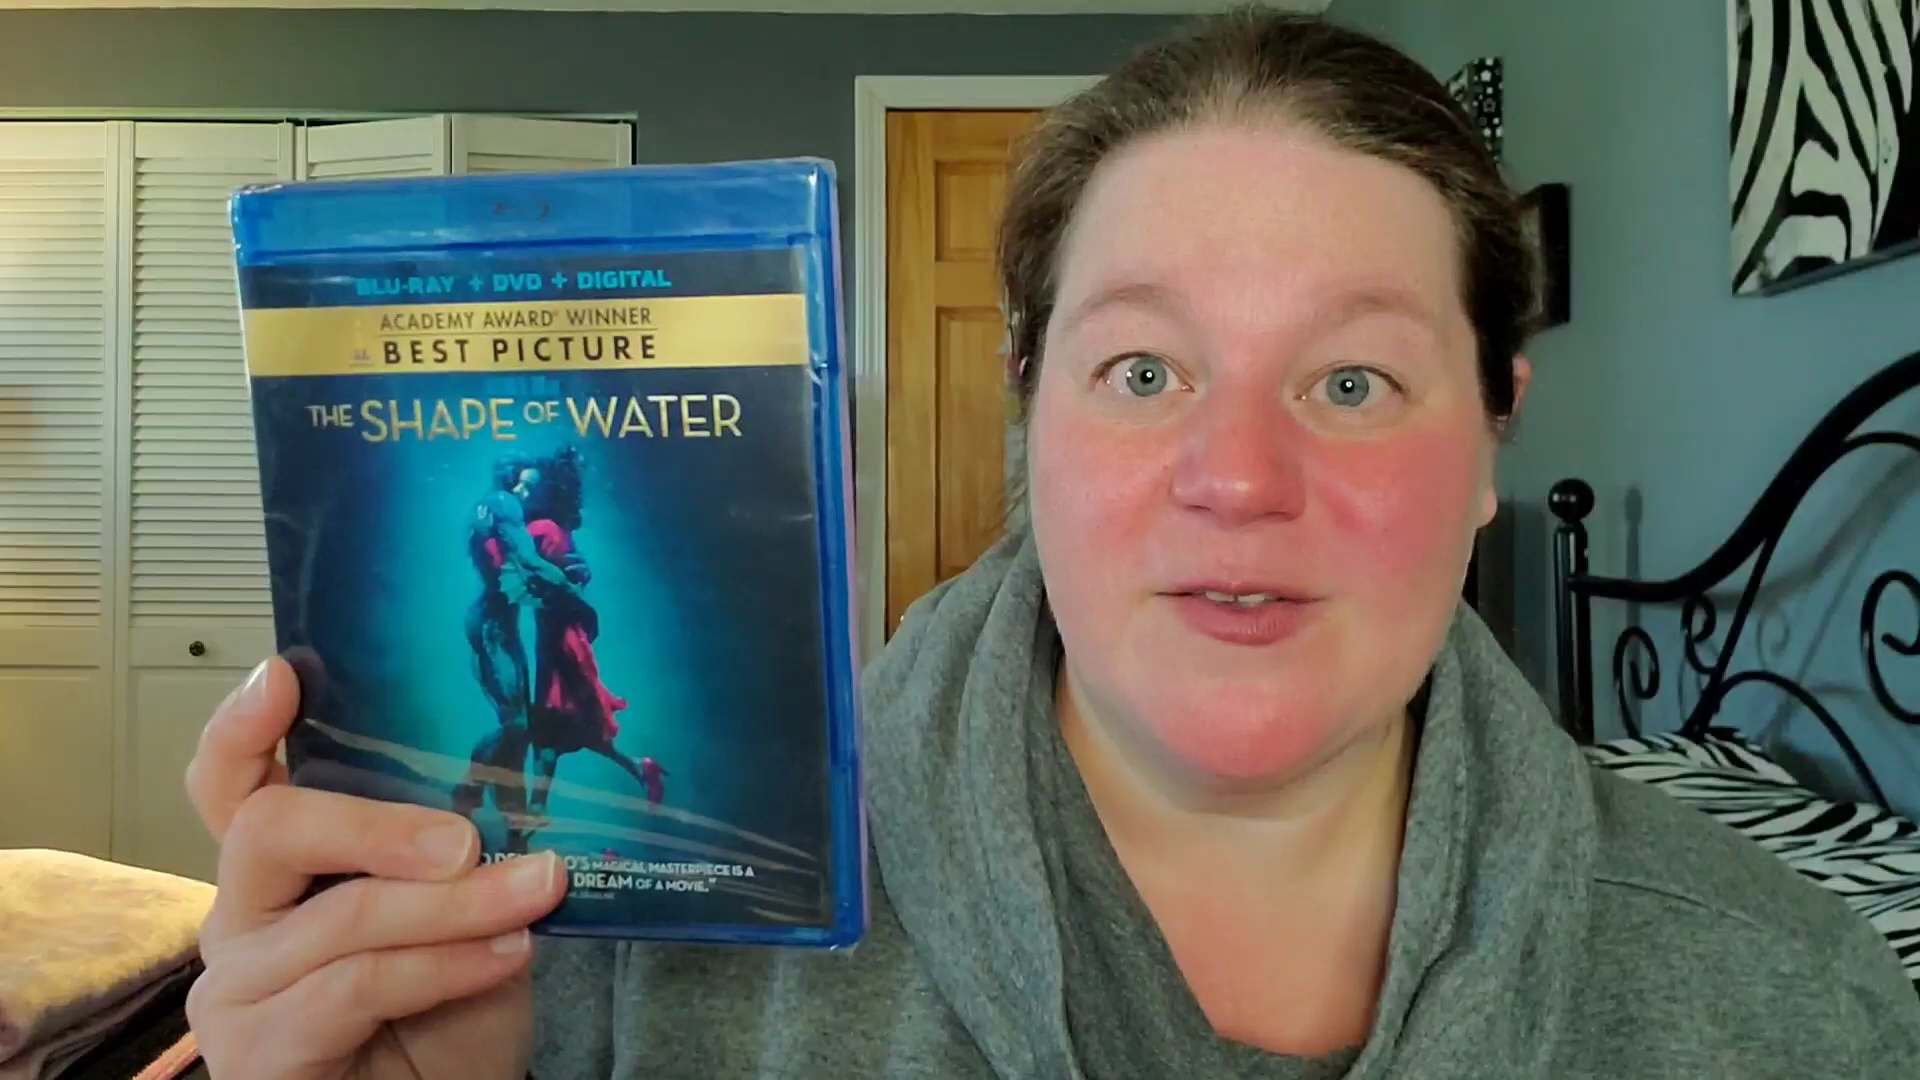 BLU-RAY + DVD + DIGITAL
ACADEMY AWARD® WINNER
BEST PICTURE
THE SHAPE OF WATER
O'S MAGICAL MASTERPIECE IS A
DREAM OF A MOVIE."